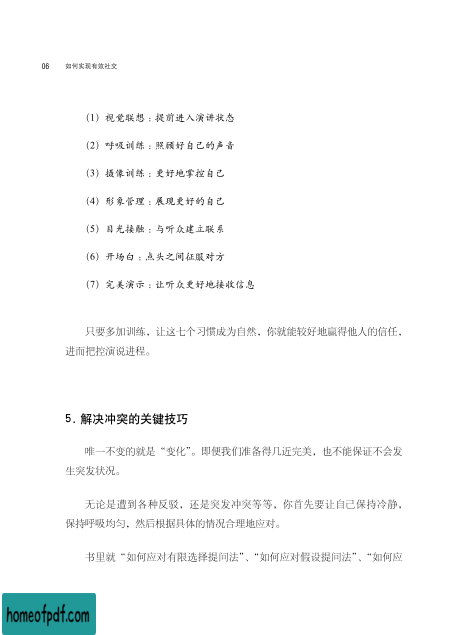 06 如何实现有效社交
（1）视觉联想：提前进入演讲状态
（2）呼吸训练：照顾好自己的声音
（3）摄像训练：更好地掌控自己
（4）形象管理：展现更好的自己
（5）目光接触：与听众建立联系
（6）开场白：点头之间征服对方
（7）完美演示：让听众更好地接收信息
只要多加训练，让这七个习惯成为自然，你就能较好地赢得他人的信任，
进而把控演说进程。
5. 解决冲突的关键技巧
唯一不变的就是“变化”。即便我们准备得几近完美，也不能保证不会发
生突发状况。
无论是遭到各种反驳，还是突发冲突等等，你首先要让自己保持冷静，
保持呼吸均匀，然后根据具体的情况合理地应对。
书里就“如何应对有限选择提问法”、“如何应对假设提问法”、“如何应
homeofpdf.com